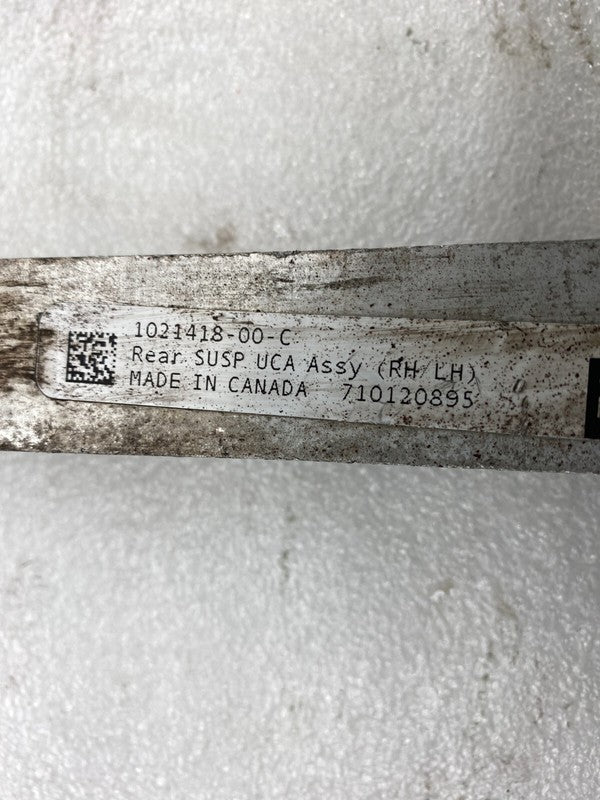 1021418-00-C
Rear SUSP UCA Assy (RH/LH)
MADE IN CANADA 710120895